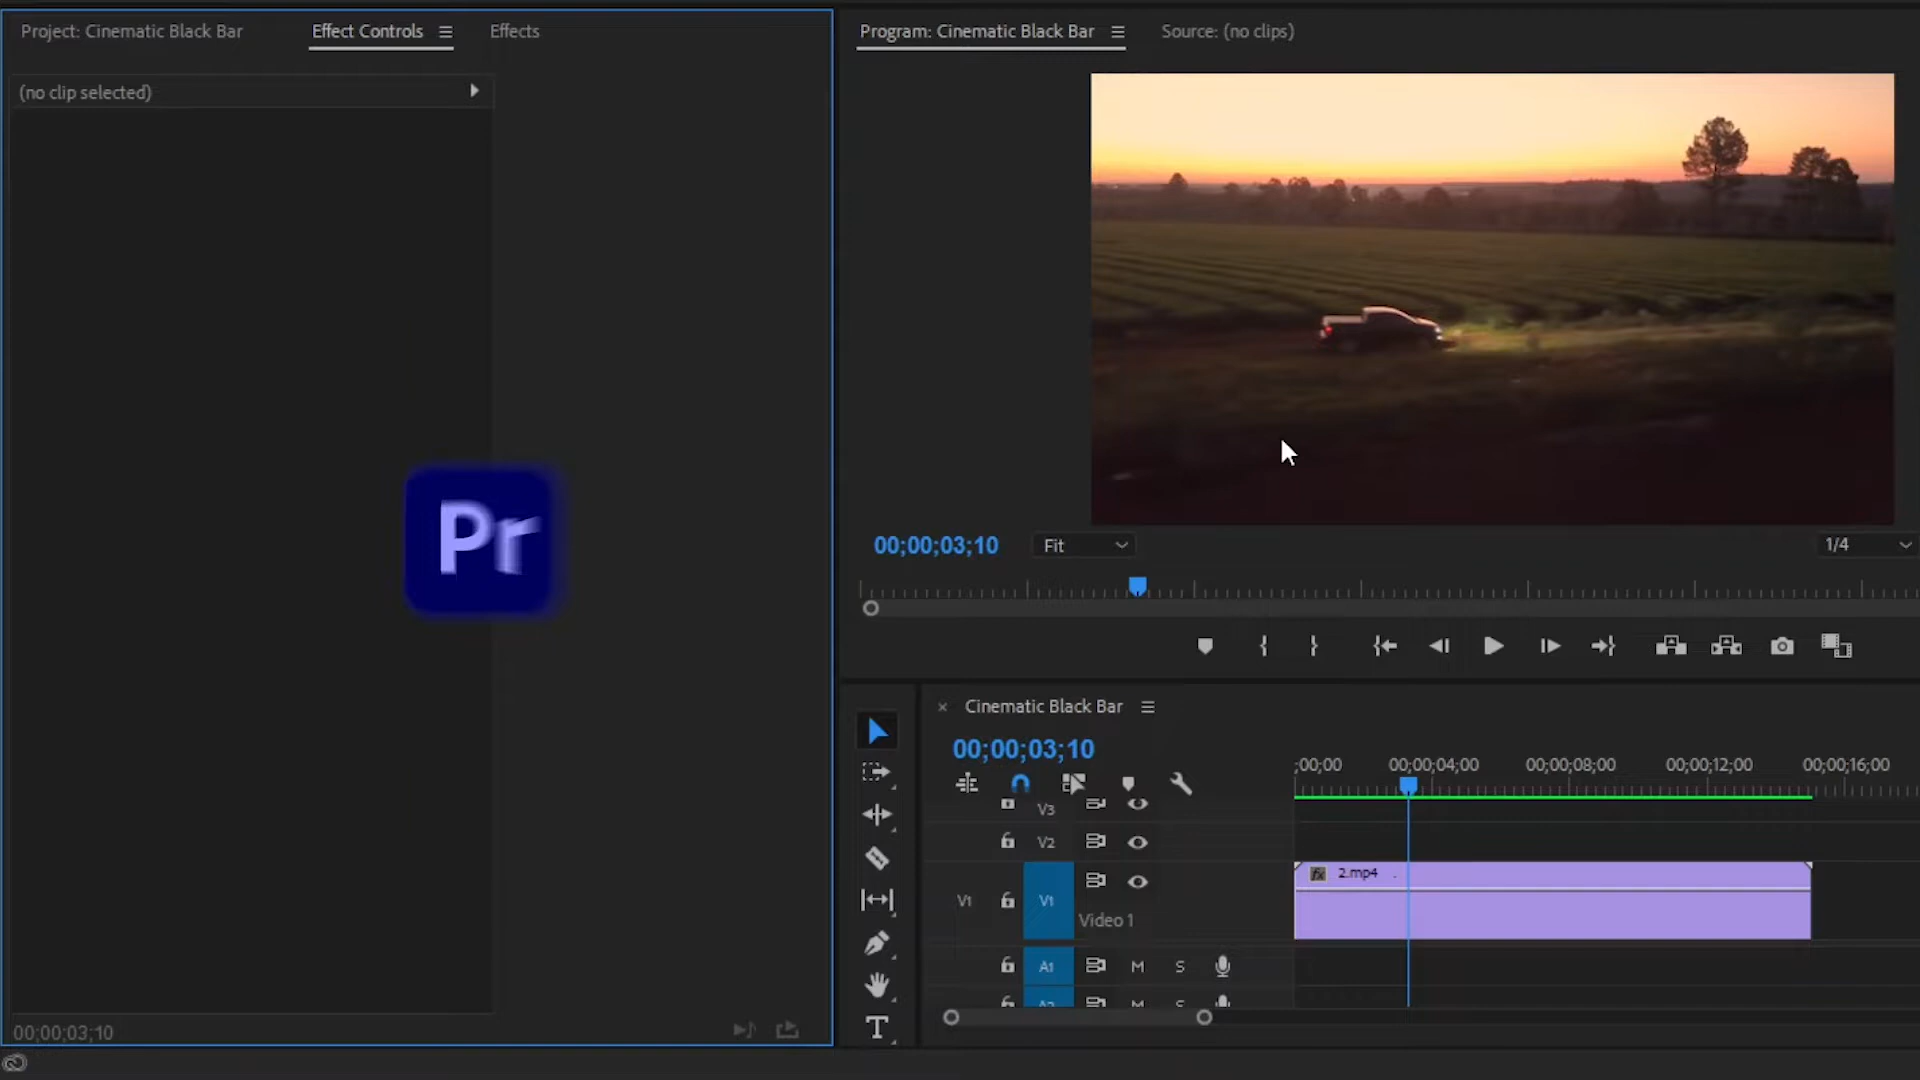 Project: Cinematic Black Bar
Effect Controls
Effects
(no clip selected)
Pr
00;00;03;10
Program: Cinematic Black Bar
Source: (no clips)
00;00;03;10
Fit
1/4
Cinematic Black Bar
00;00;03;10
;00;00
00;00;04;00
00;00;08;00
00;00;12;00
00;00;16;00
V3
V2
V1
V1
Video 1
fx
2.mp4
A1
M
S
T